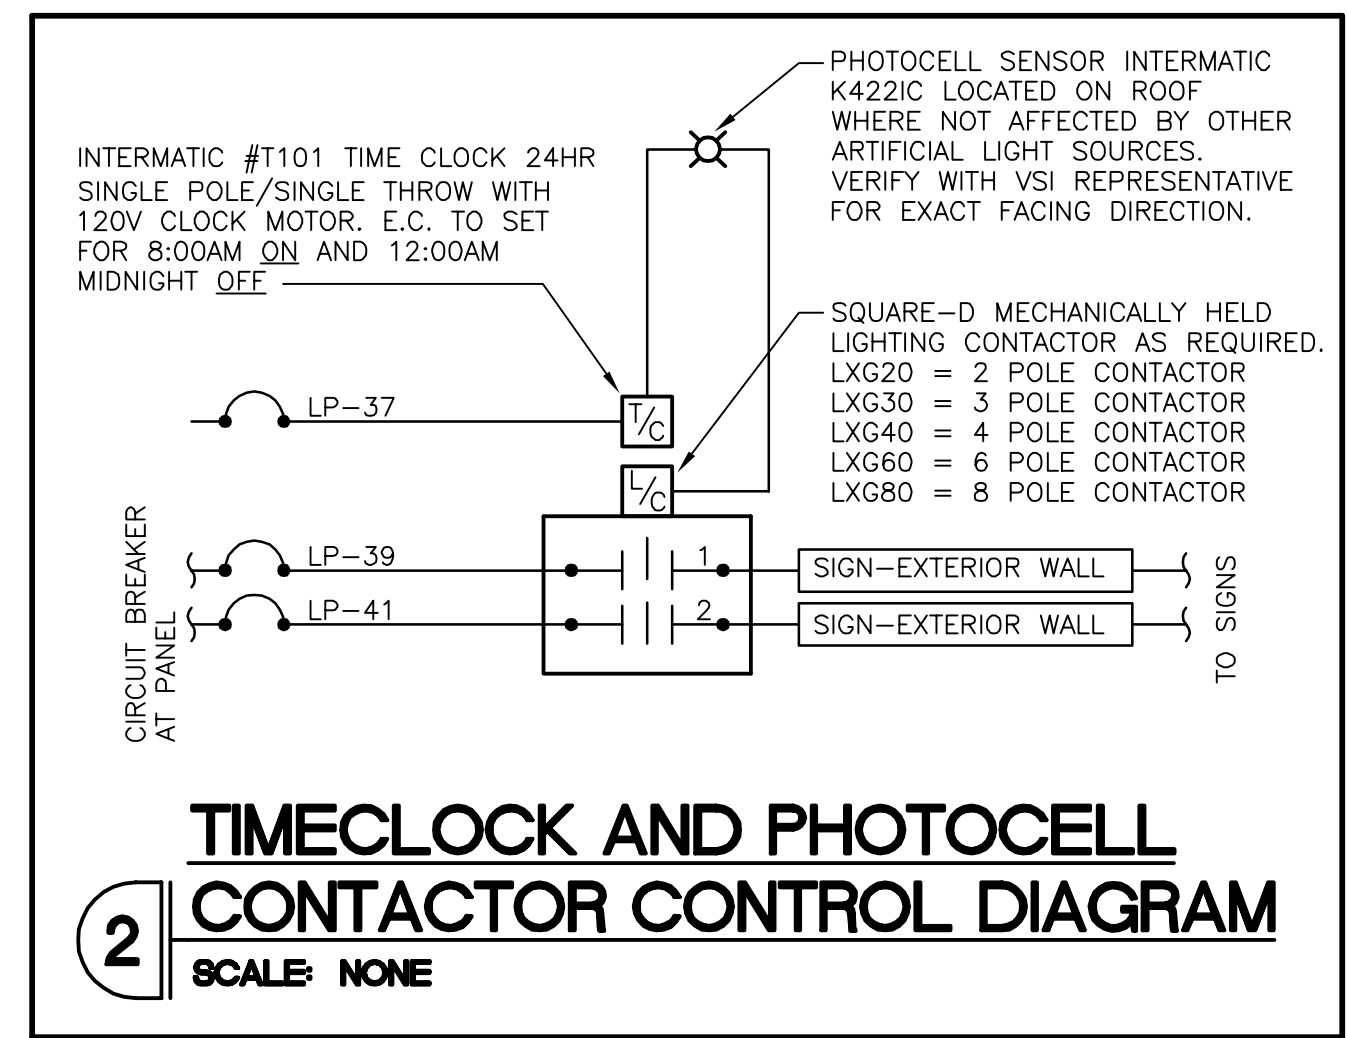 PHOTOCELL SENSOR INTERMATIC
K422IC LOCATED ON ROOF
WHERE NOT AFFECTED BY OTHER
ARTIFICIAL LIGHT SOURCES.
VERIFY WITH VSI REPRESENTATIVE
FOR EXACT FACING DIRECTION.
INTERMATIC #T101 TIME CLOCK 24HR
SINGLE POLE/SINGLE THROW WITH
120V CLOCK MOTOR. E.C. TO SET
FOR 8:00AM ON AND 12:00AM
MIDNIGHT OFF
SQUARE-D MECHANICALLY HELD
LIGHTING CONTACTOR AS REQUIRED.
LXG20 = 2 POLE CONTACTOR
LXG30 = 3 POLE CONTACTOR
LXG40 = 4 POLE CONTACTOR
LXG60 = 6 POLE CONTACTOR
LXG80 = 8 POLE CONTACTOR
LP-37
T/C
L/C
CIRCUIT BREAKER
AT PANEL
LP-39
1
SIGN-EXTERIOR WALL
LP-41
2
SIGN-EXTERIOR WALL
TO SIGNS
TIMECLOCK AND PHOTOCELL
CONTACTOR CONTROL DIAGRAM
2
SCALE: NONE